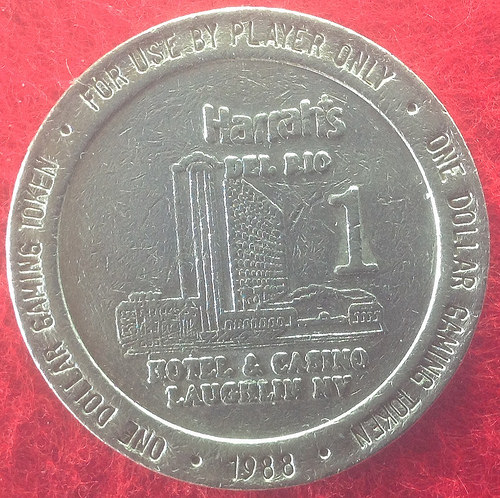 FOR USE BY PLAYER ONLY
Harrah's
DEL RIO
1
HOTEL & CASINO
LAUGHLIN NV
ONE DOLLAR GAMING TOKEN • 1988 • ONE DOLLAR GAMING TOKEN